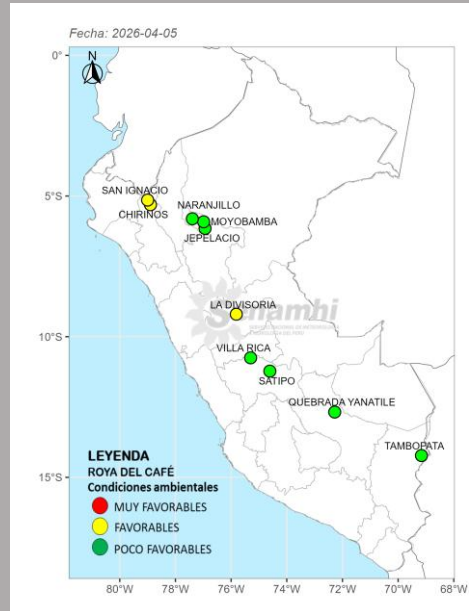 Fecha: 2026-04-05
N
0°
5°S
10°S
15°S
SAN IGNACIO
CHIRINOS
NARANJILLO
MOYOBAMBA
JEPELACIO
LA DIVISORIA
Senamhi
VILLA RICA
SATIPO
QUEBRADA YANATILE
TAMBOPATA
LEYENDA
ROYA DEL CAFÉ
Condiciones ambientales
MUY FAVORABLES
FAVORABLES
POCO FAVORABLES
80°W 78°W 76°W 74°W 72°W 70°W 68°W